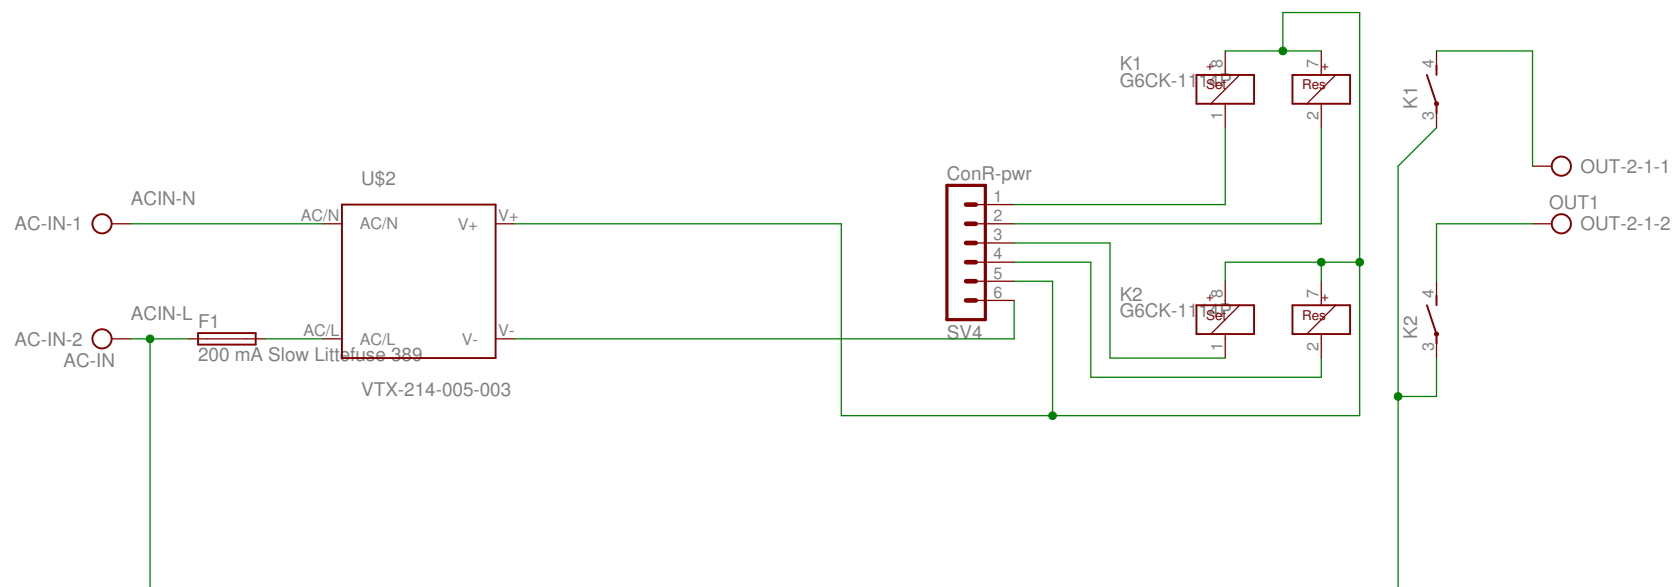 K1
G6CK-1114P
8
+
Set
1
7
+
Res
2
4
K1
3
OUT-2-1-1
OUT1
OUT-2-1-2
ConR-pwr
1
2
3
4
5
6
SV4
U$2
ACIN-N
AC-IN-1
AC/N
AC/N
V+
V+
ACIN-L
AC-IN-2
AC-IN
F1
200 mA Slow Littefuse 389
AC/L
AC/L
V-
V-
VTX-214-005-003
K2
G6CK-1114P
8
+
Set
1
7
+
Res
2
4
K2
3